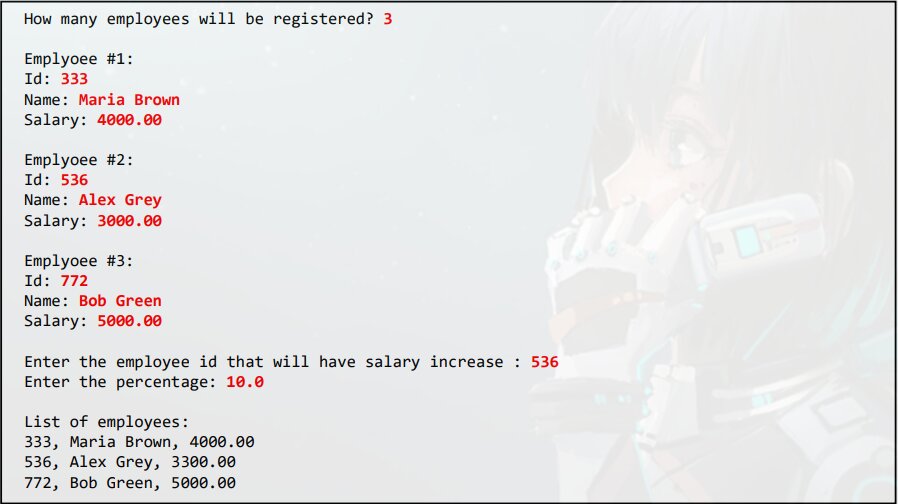 How many employees will be registered? 3
Emplyoee #1:
Id: 333
Name: Maria Brown
Salary: 4000.00
Emplyoee #2:
Id: 536
Name: Alex Grey
Salary: 3000.00
Emplyoee #3:
Id: 772
Name: Bob Green
Salary: 5000.00
Enter the employee id that will have salary increase : 536
Enter the percentage: 10.0
List of employees:
333, Maria Brown, 4000.00
536, Alex Grey, 3300.00
772, Bob Green, 5000.00